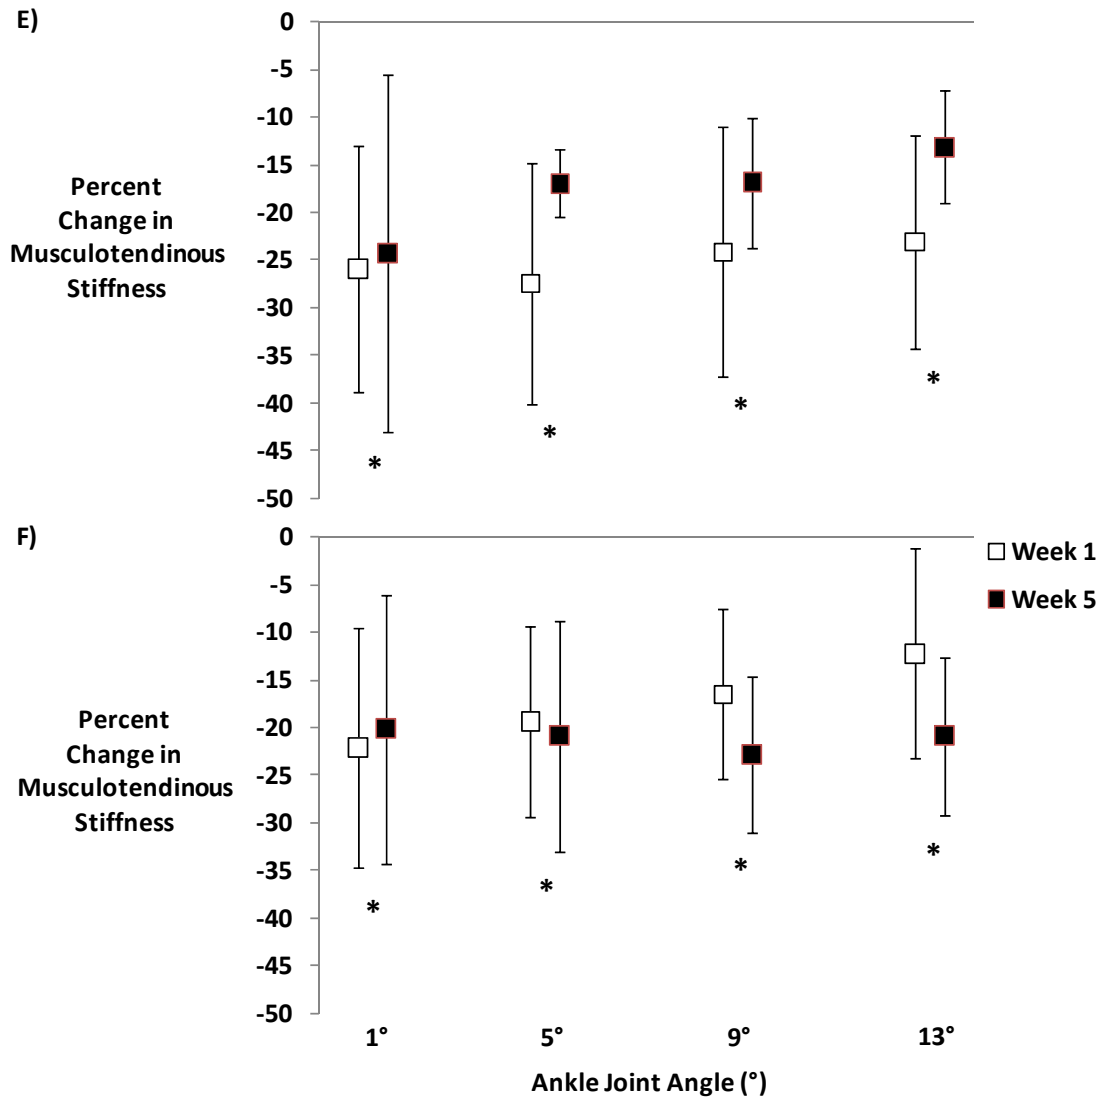 E)
0
-5
-10
-15
-20
-25
-30
-35
-40
-45
-50
Percent
Change in
Musculotendinous
Stiffness
*
*
*
*
F)
0
-5
-10
-15
-20
-25
-30
-35
-40
-45
-50
Percent
Change in
Musculotendinous
Stiffness
*
*
*
*
Week 1
Week 5
1° 5° 9° 13°
Ankle Joint Angle (°)